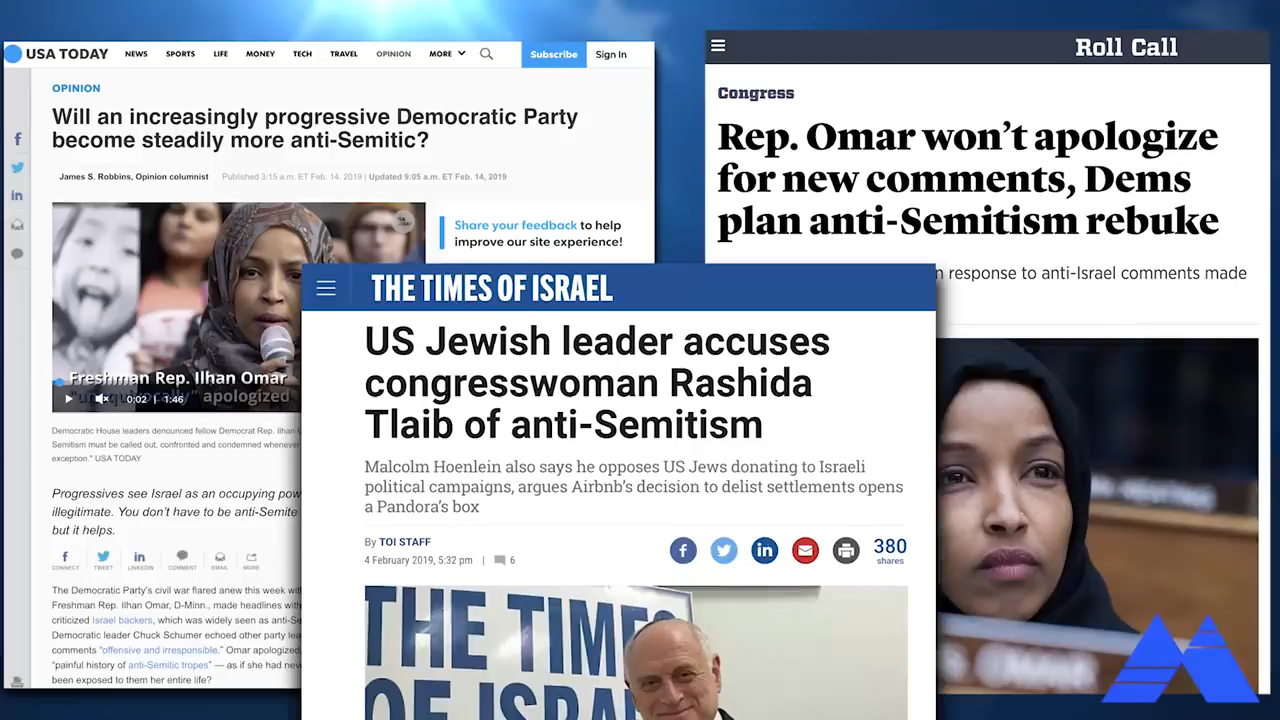 USA TODAY
NEWS SPORTS LIFE MONEY TECH TRAVEL OPINION MORE
Subscribe
Sign In
OPINION
Will an increasingly progressive Democratic Party
become steadily more anti-Semitic?
James S. Robbins, Opinion columnist
Published 3:15 a.m. ET Feb. 14, 2019 | Updated 9:05 a.m. ET Feb. 14, 2019
Share your feedback to help
improve our site experience!
Freshman Rep. Ilhan Omar
apologized
0:02 1:46
Democratic House leaders denounced fellow Democrat Rep. Ilhan
Semitism must be called out, confronted and condemned whenever
exception." USA TODAY
Progressives see Israel as an occupying pow
illegitimate. You don't have to be anti-Semite
but it helps.
CONNECT TWEET LINKEDIN COMMENT EMAIL MORE
The Democratic Party's civil war flared anew this week with
Freshman Rep. Ilhan Omar, D-Minn., made headlines with
criticized Israel backers, which was widely seen as anti-Se
Democratic leader Chuck Schumer echoed other party lea
comments "offensive and irresponsible." Omar apologized
"painful history of anti-Semitic tropes" — as if she had neve
been exposed to them her entire life?
Roll Call
Congress
Rep. Omar won't apologize
for new comments, Dems
plan anti-Semitism rebuke
n response to anti-Israel comments made
THE TIMES OF ISRAEL
US Jewish leader accuses
congresswoman Rashida
Tlaib of anti-Semitism
Malcolm Hoenlein also says he opposes US Jews donating to Israeli
political campaigns, argues Airbnb's decision to delist settlements opens
a Pandora's box
By TOI STAFF
4 February 2019, 5:32 pm | 6
380
shares
THE TIMES
OF ISRAE